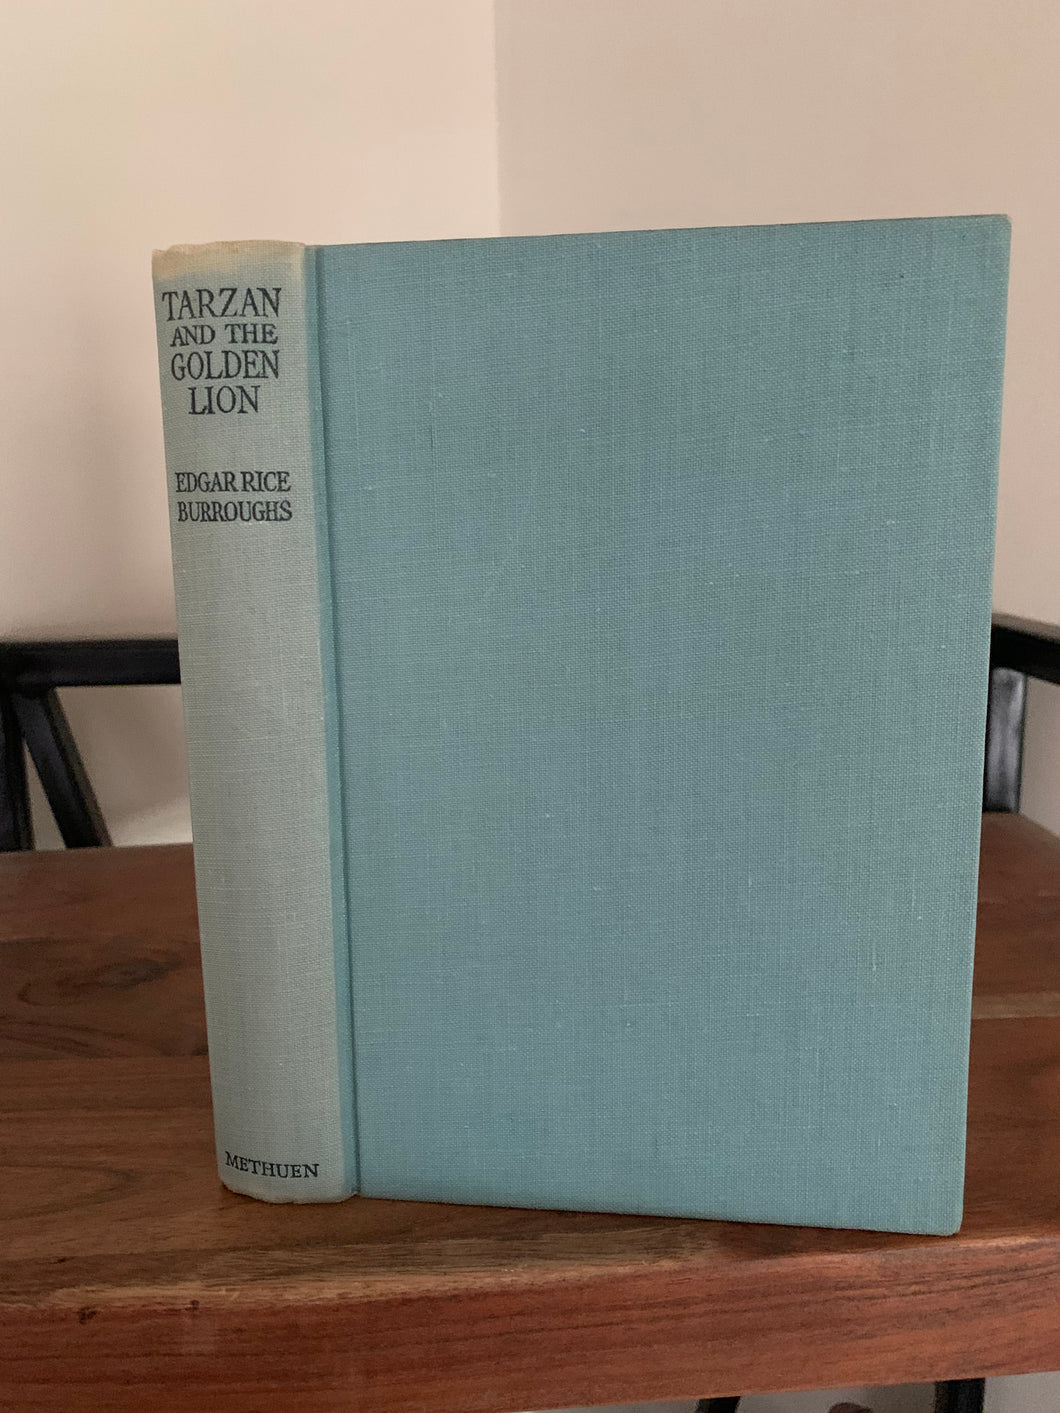 TARZAN
AND THE
GOLDEN
LION
EDGAR RICE
BURROUGHS
METHUEN